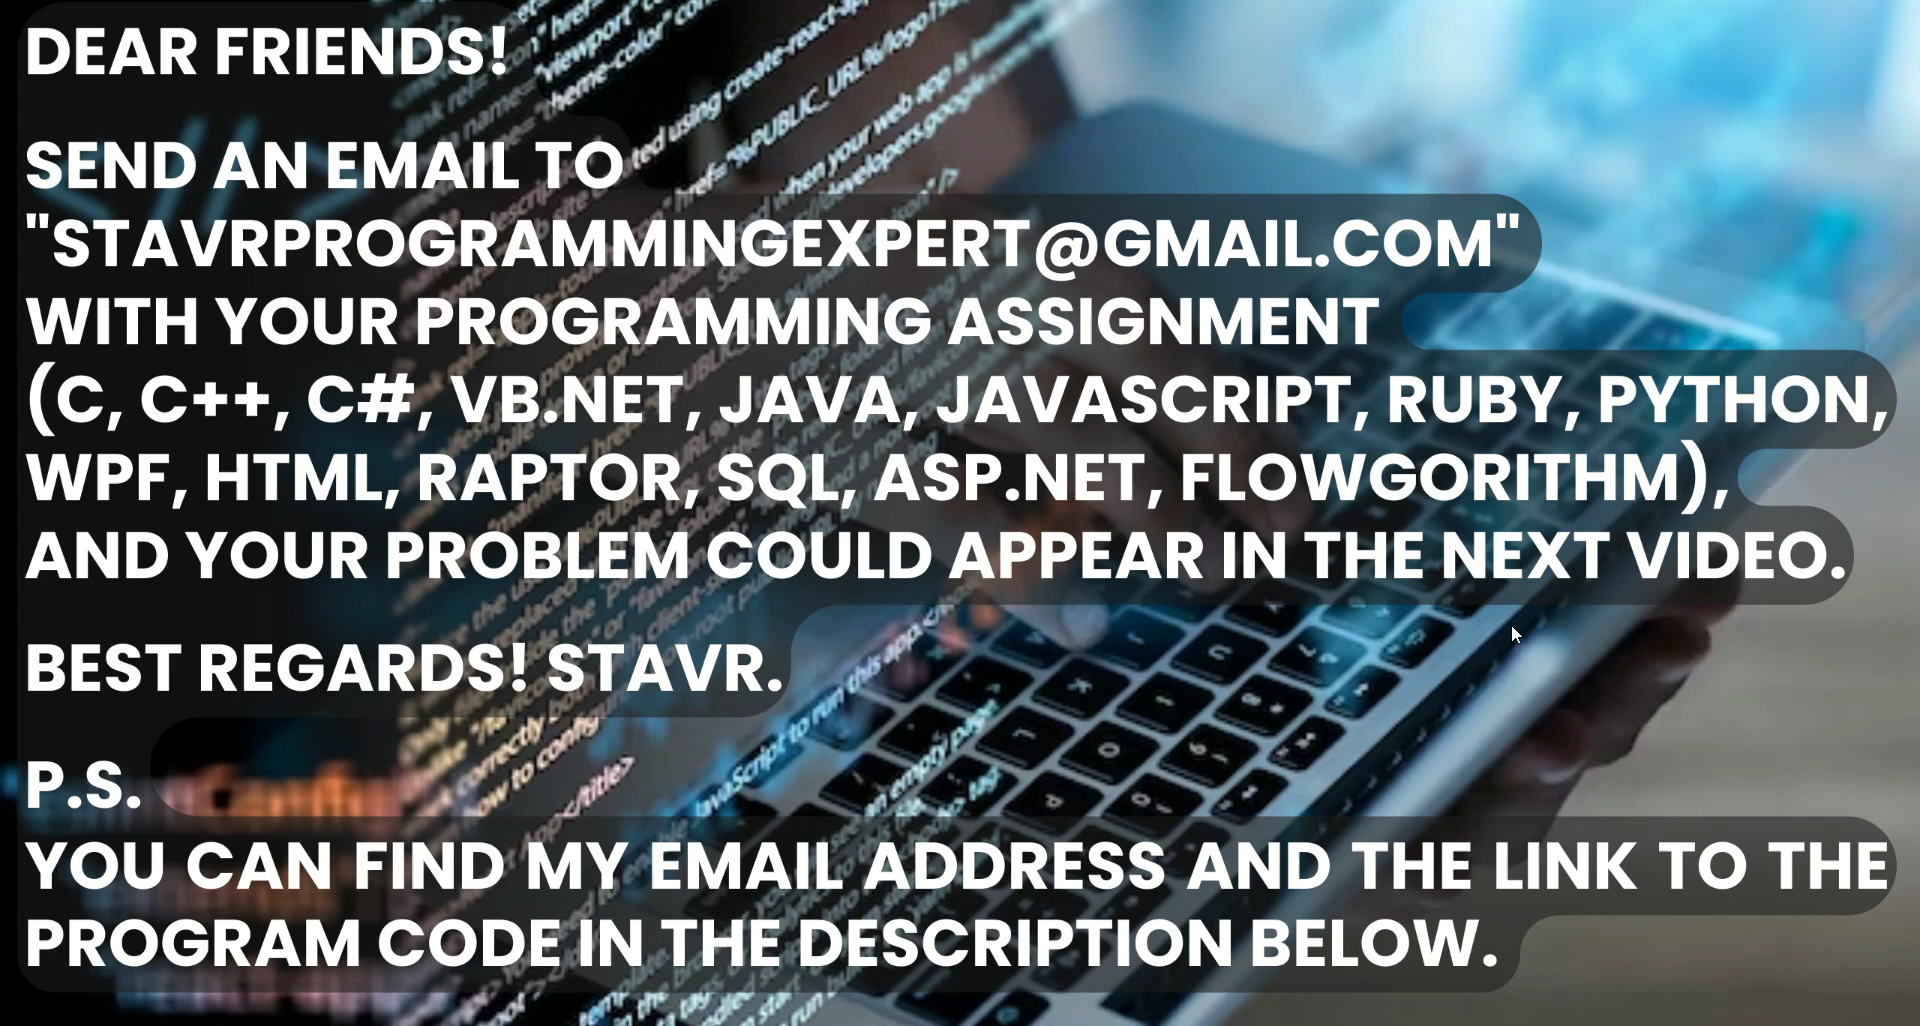 DEAR FRIENDS!
SEND AN EMAIL TO
"STAVRPROGRAMMINGEXPERT@GMAIL.COM"
WITH YOUR PROGRAMMING ASSIGNMENT
(C, C++, C#, VB.NET, JAVA, JAVASCRIPT, RUBY, PYTHON,
WPF, HTML, RAPTOR, SQL, ASP.NET, FLOWGORITHM),
AND YOUR PROBLEM COULD APPEAR IN THE NEXT VIDEO.
BEST REGARDS! STAVR.
P.S.
YOU CAN FIND MY EMAIL ADDRESS AND THE LINK TO THE
PROGRAM CODE IN THE DESCRIPTION BELOW.